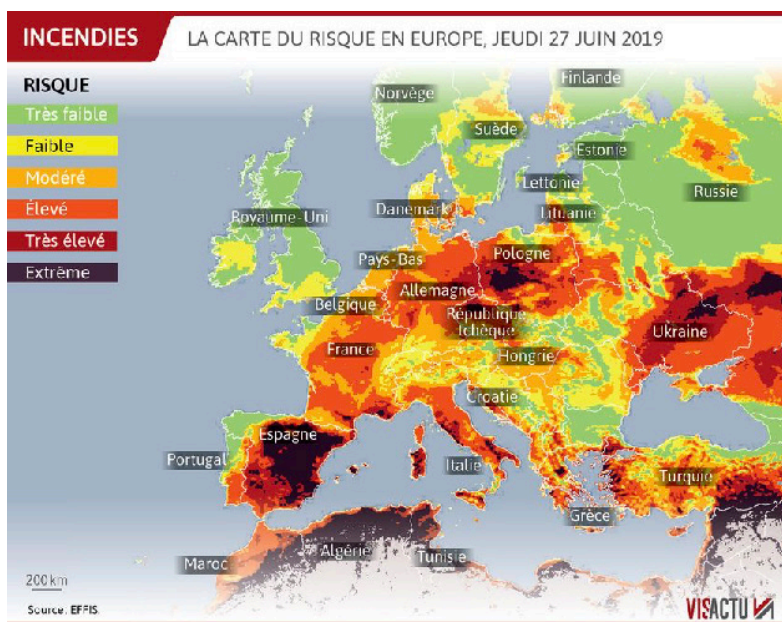 INCENDIES
LA CARTE DU RISQUE EN EUROPE, JEUDI 27 JUIN 2019
RISQUE
Très faible
Faible
Modéré
Élevé
Très élevé
Extrême
Finlande
Norvège
Suède
Estonie
Russie
Lettonie
Danemark
Lituanie
Royaume-Uni
Pays-Bas
Pologne
Allemagne
Belgique
République
Tchèque
Ukraine
France
Hongrie
Croatie
Espagne
Portugal
Italie
Turquie
Grèce
Maroc
Algérie
Tunisie
200 km
Source: EFFIS
VISACTU